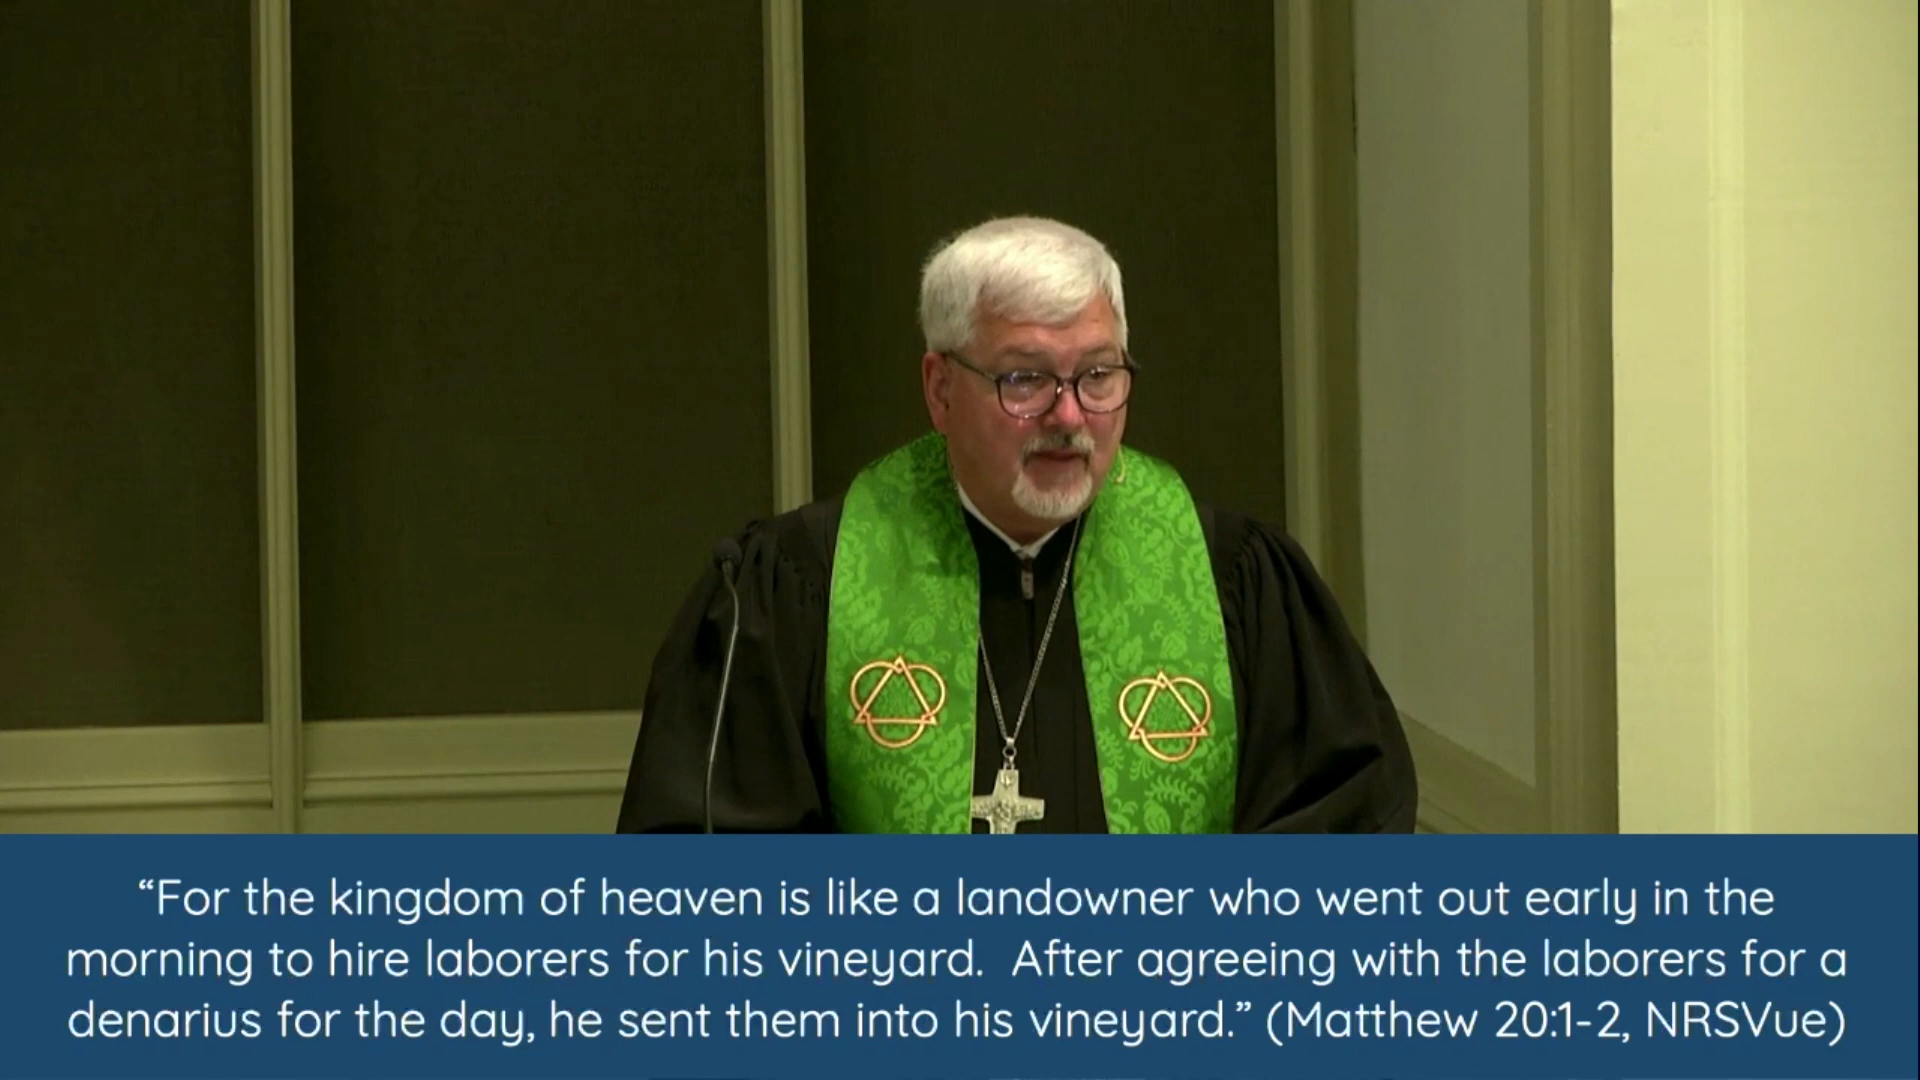 “For the kingdom of heaven is like a landowner who went out early in the
morning to hire laborers for his vineyard.  After agreeing with the laborers for a
denarius for the day, he sent them into his vineyard.” (Matthew 20:1-2, NRSVue)